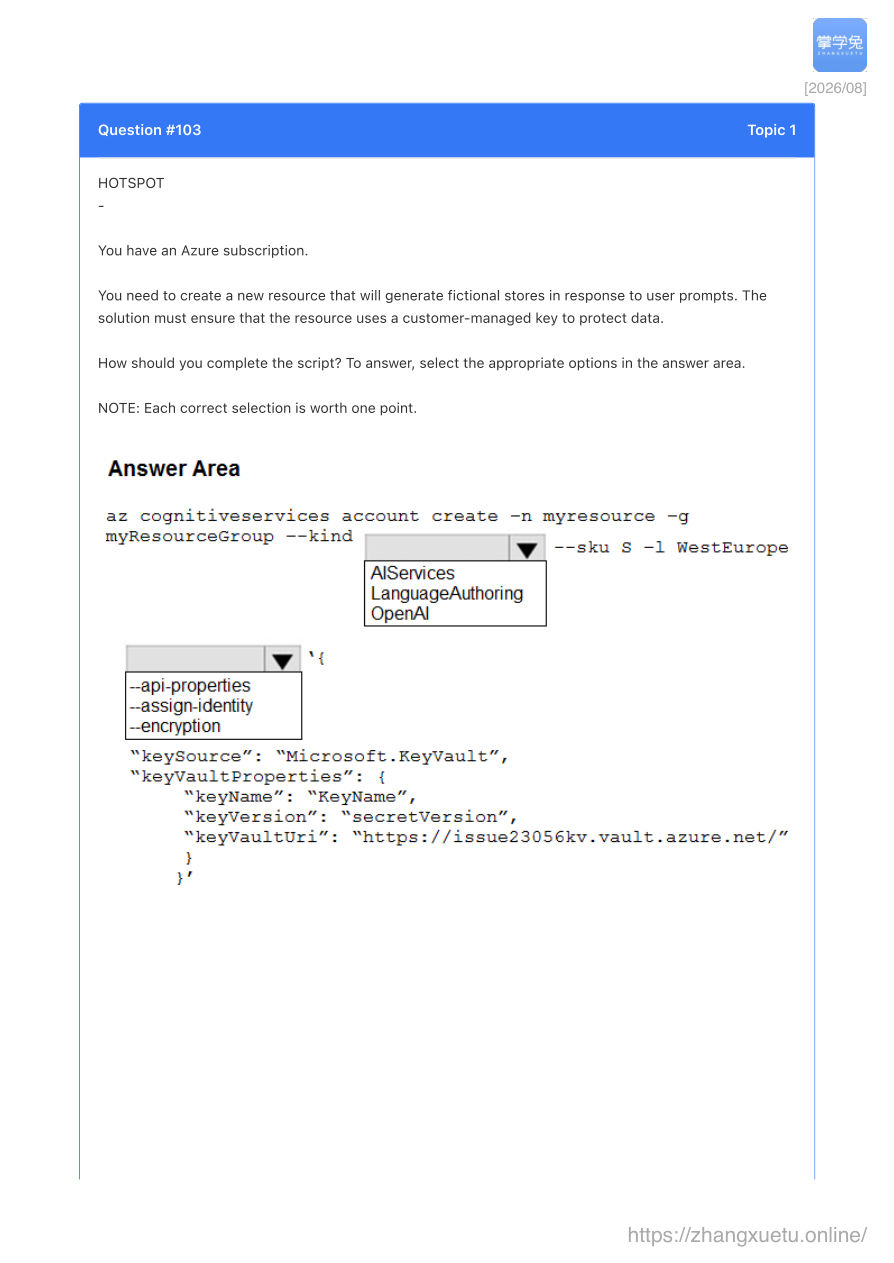 掌学兔
ZHANGXUETU
[2026/08]
Question #103 Topic 1
HOTSPOT
-
You have an Azure subscription.
You need to create a new resource that will generate fictional stores in response to user prompts. The
solution must ensure that the resource uses a customer-managed key to protect data.
How should you complete the script? To answer, select the appropriate options in the answer area.
NOTE: Each correct selection is worth one point.
Answer Area
az cognitiveservices account create –n myresource –g
myResourceGroup --kind --sku S –l WestEurope
AIServices
LanguageAuthoring
OpenAI
‘{
--api-properties
--assign-identity
--encryption
“keySource”: “Microsoft.KeyVault”,
“keyVaultProperties”: {
“keyName”: “KeyName”,
“keyVersion”: “secretVersion”,
“keyVaultUri”: “https://issue23056kv.vault.azure.net/”
}
}’
https://zhangxuetu.online/